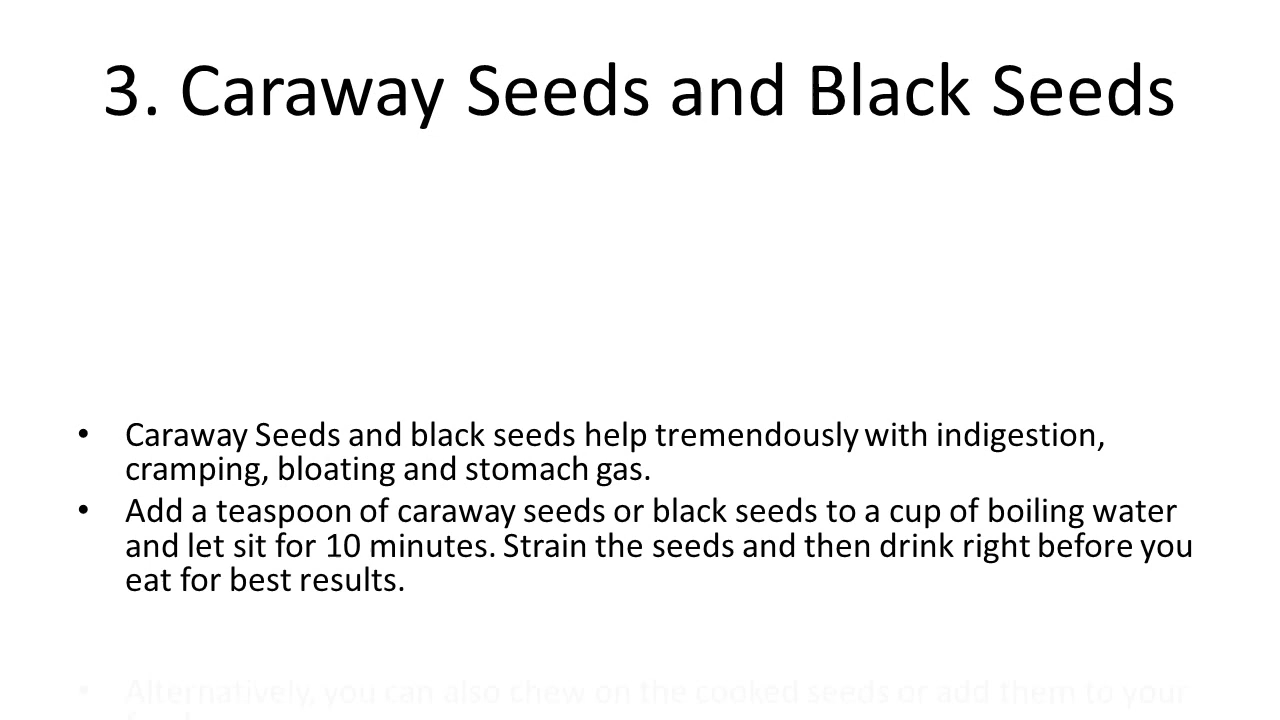 3. Caraway Seeds and Black Seeds
• Caraway Seeds and black seeds help tremendously with indigestion,
cramping, bloating and stomach gas.
• Add a teaspoon of caraway seeds or black seeds to a cup of boiling water
and let sit for 10 minutes. Strain the seeds and then drink right before you
eat for best results.
• Alternatively, you can also chew on the cooked seeds or add them to your